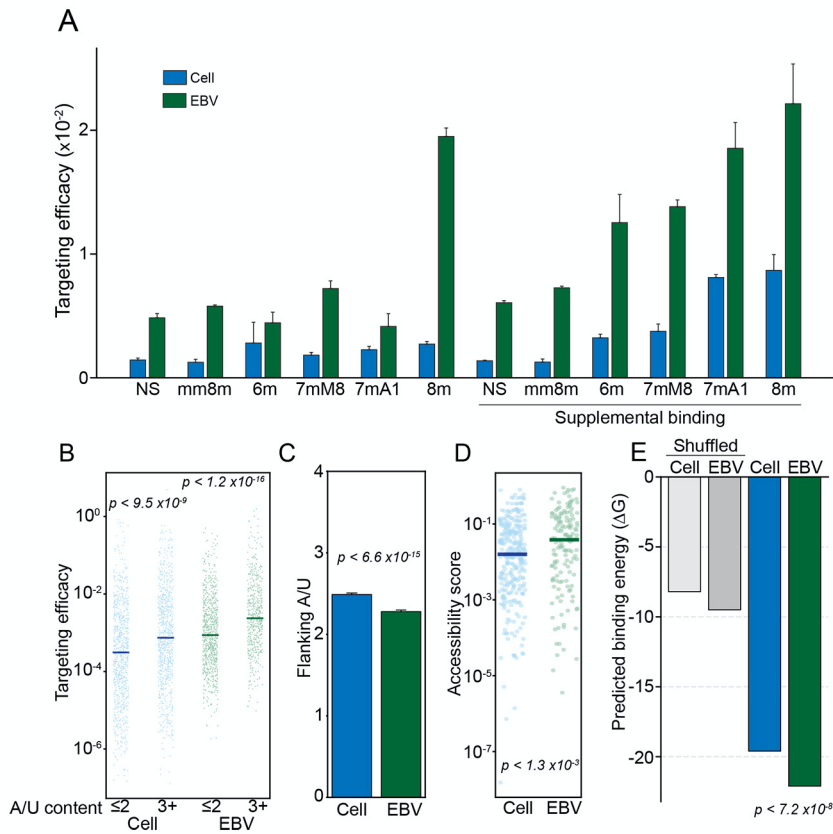 A
Targeting efficacy (x10⁻²)
2
1
0
Cell
EBV
NS mm8m 6m 7mM8 7mA1 8m NS mm8m 6m 7mM8 7mA1 8m
Supplemental binding
B
Targeting efficacy
10⁰
10⁻²
10⁻⁴
10⁻⁶
p < 9.5 x10⁻⁹
p < 1.2 x10⁻¹⁶
A/U content ≤2 3+ ≤2 3+
Cell EBV
C
Flanking A/U
4
3
2
1
0
p < 6.6 x10⁻¹⁵
Cell EBV
D
Accessibility score
10⁻¹
10⁻³
10⁻⁵
10⁻⁷
p < 1.3 x10⁻³
Cell EBV
E
Shuffled
Cell EBV Cell EBV
Predicted binding energy (ΔG)
0
-5
-10
-15
-20
p < 7.2 x10⁻⁸